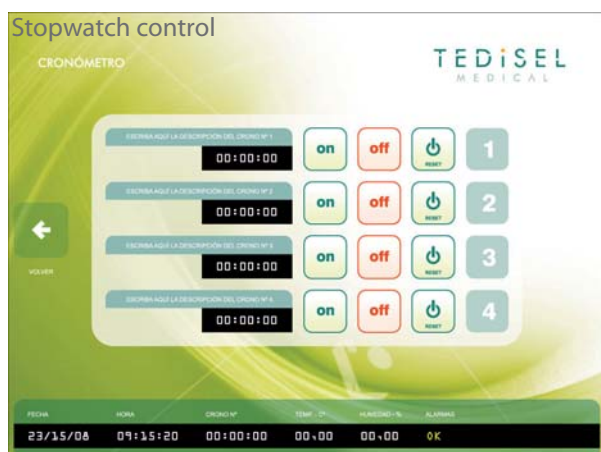 Stopwatch control
CRONÓMETRO
TEDiSEL
MEDICAL
ESCRIBA AQUÍ LA DESCRIPCIÓN DEL CRONO Nº 1
00:00:00
on
off
RESET
1
ESCRIBA AQUÍ LA DESCRIPCIÓN DEL CRONO Nº 2
00:00:00
on
off
RESET
2
ESCRIBA AQUÍ LA DESCRIPCIÓN DEL CRONO Nº 3
00:00:00
on
off
RESET
3
ESCRIBA AQUÍ LA DESCRIPCIÓN DEL CRONO Nº 4
00:00:00
on
off
RESET
4
VOLVER
FECHA HORA CRONO Nº TEMP. - Cº HUMEDAD - % ALARMAS
23/15/08 09:15:20 00:00:00 00,00 00,00 OK